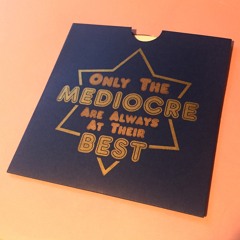 Only The
MEDIOCRE
Are Always
At Their
BEST